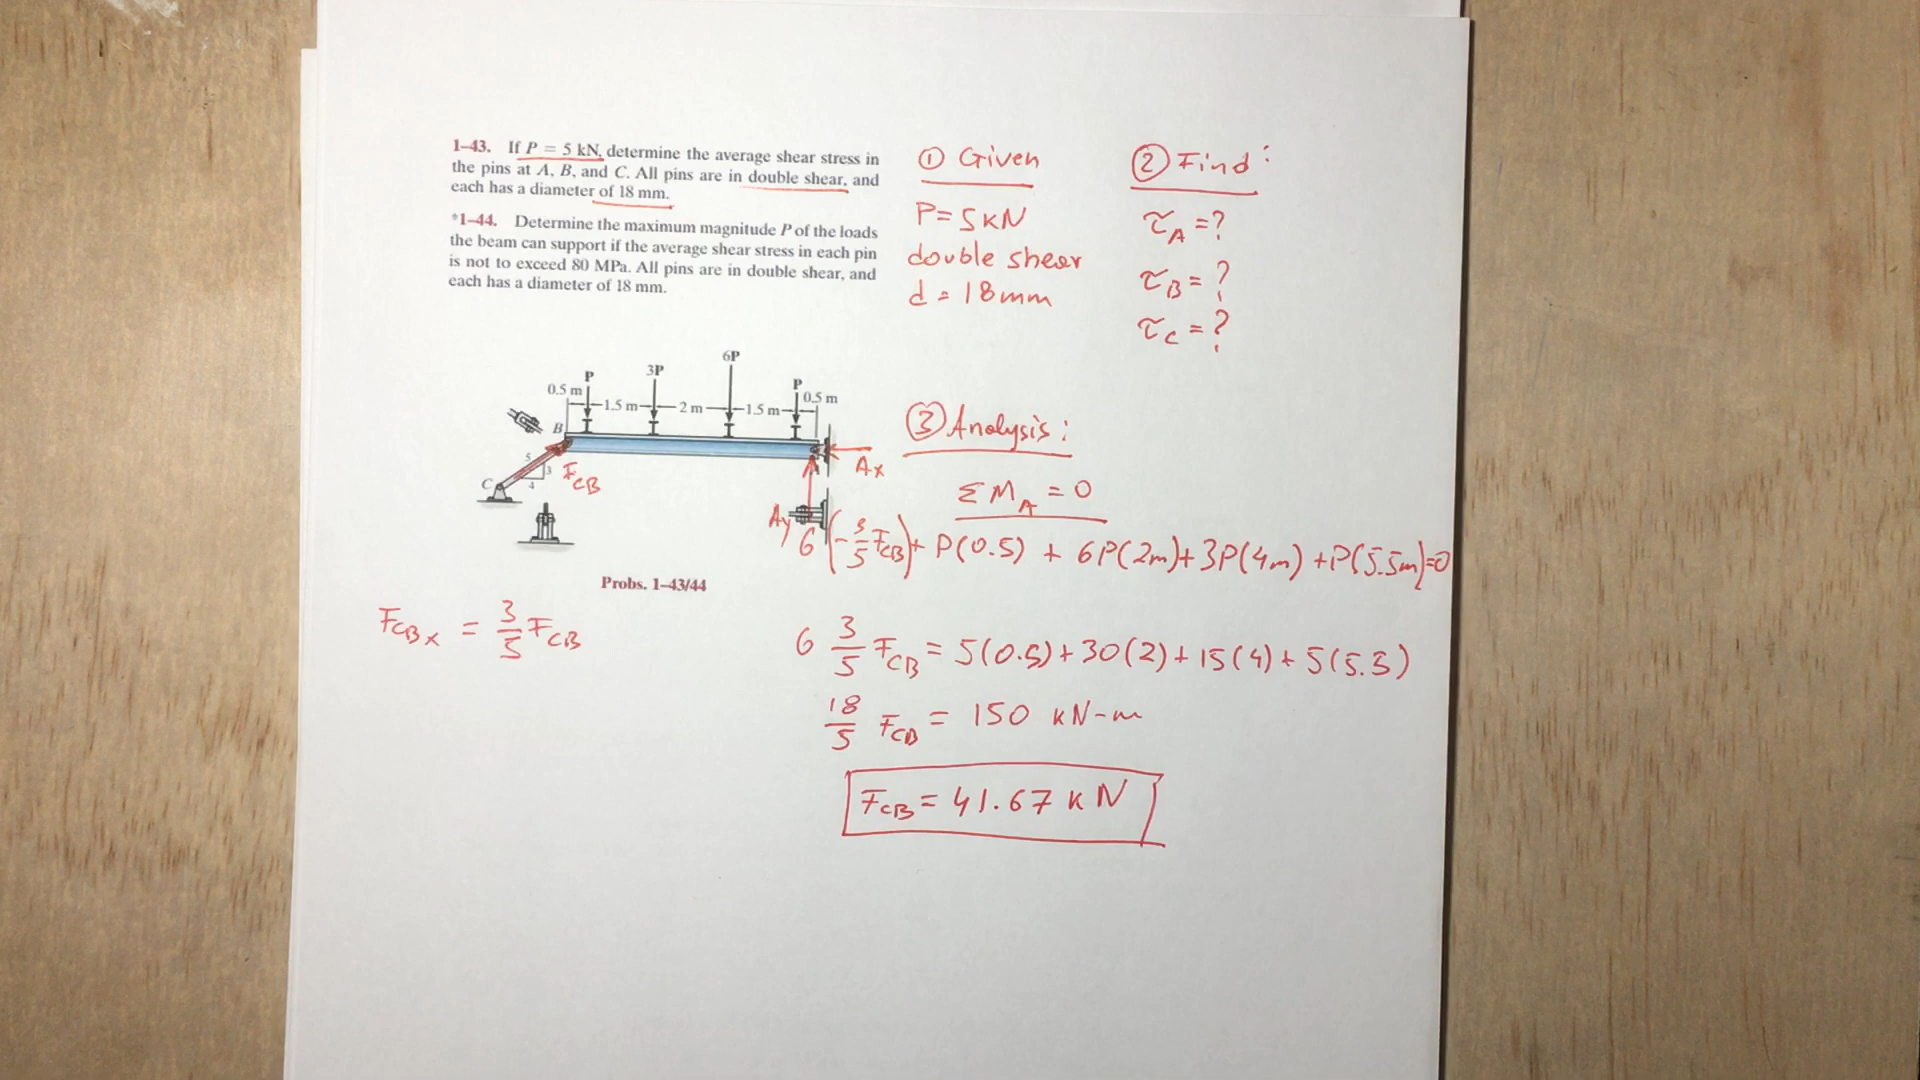 1–43. If P = 5 kN, determine the average shear stress in
the pins at A, B, and C. All pins are in double shear, and
each has a diameter of 18 mm.
*1–44. Determine the maximum magnitude P of the loads
the beam can support if the average shear stress in each pin
is not to exceed 80 MPa. All pins are in double shear, and
each has a diameter of 18 mm.
① Given
P = 5 kN
double shear
d = 18 mm
② Find:
τA = ?
τB = ?
τC = ?
6P
3P
P
P
0.5 m
1.5 m
2 m
1.5 m
0.5 m
B
C
5
3
4
FCB
Ax
Ay
Probs. 1–43/44
③ Analysis:
ΣMA = 0
6(-3/5 FCB) + P(0.5) + 6P(2m) + 3P(4m) + P(5.5m) = 0
FCBx = 3/5 FCB
6 3/5 FCB = 5(0.5) + 30(2) + 15(4) + 5(5.5)
18/5 FCB = 150 kN-m
FCB = 41.67 kN